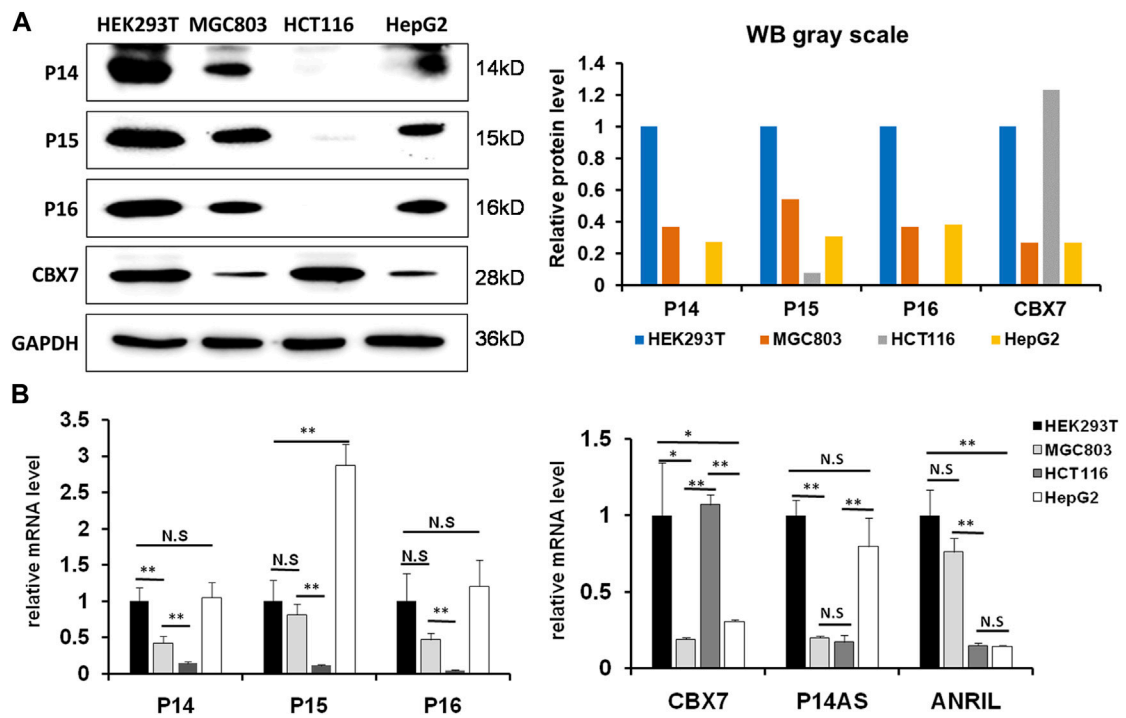 A
HEK293T MGC803 HCT116 HepG2
P14 14kD
P15 15kD
P16 16kD
CBX7 28kD
GAPDH 36kD
WB gray scale
Relative protein level
1.4
1.2
1
0.8
0.6
0.4
0.2
0
P14 P15 P16 CBX7
HEK293T MGC803 HCT116 HepG2
B
relative mRNA level
3.5
3
2.5
2
1.5
1
0.5
0
** ** N.S
N.S ** **
N.S ** N.S
P14 P15 P16
relative mRNA level
1.5
1
0.5
0
* ** ** *
** N.S ** N.S
N.S ** N.S **
CBX7 P14AS ANRIL
HEK293T
MGC803
HCT116
HepG2